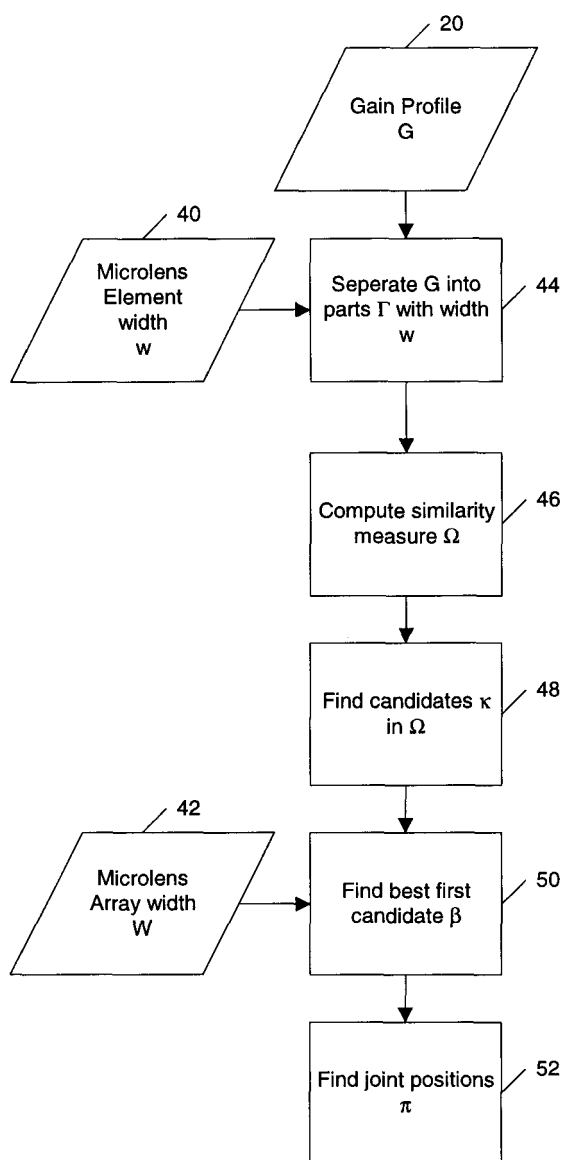 20
Gain Profile
G
40
Microlens
Element
width
w
Seperate G into
parts Γ with width
w
44
Compute similarity
measure Ω
46
Find candidates κ
in Ω
48
42
Microlens
Array width
W
Find best first
candidate β
50
Find joint positions
π
52